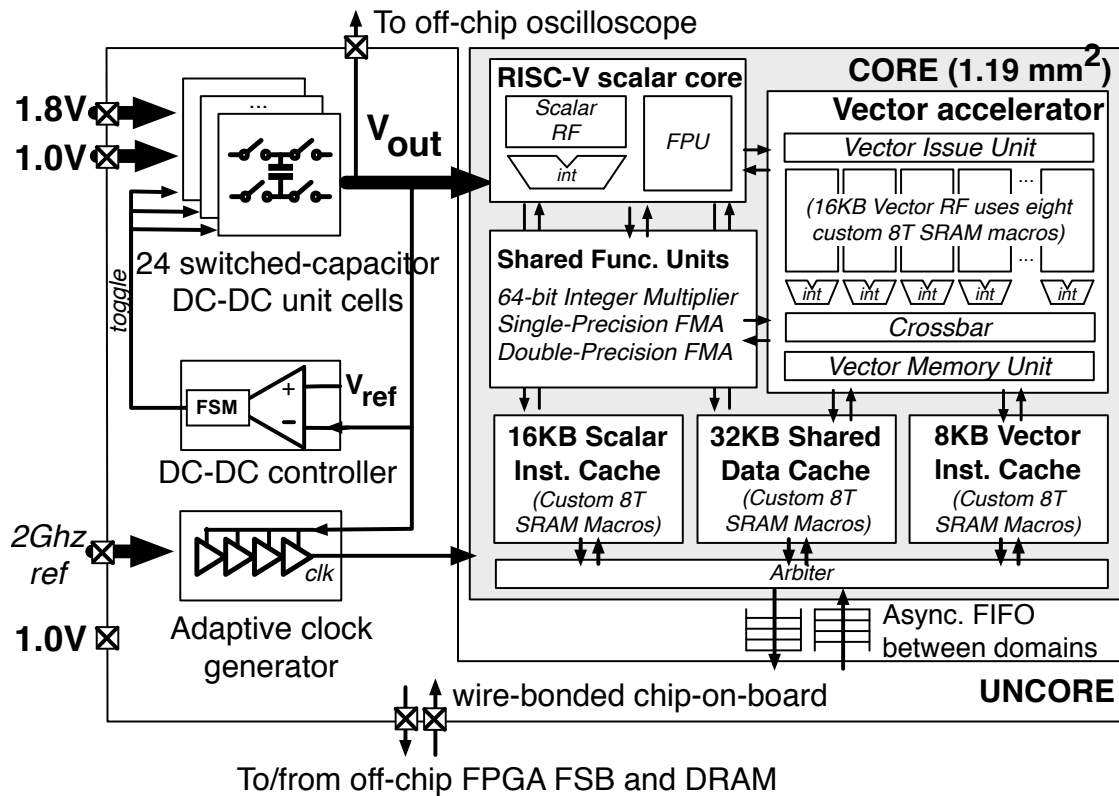 To off-chip oscilloscope
1.8V
1.0V
...
Vout
24 switched-capacitor
DC-DC unit cells
toggle
FSM
+
−
Vref
DC-DC controller
2Ghz
ref
clk
Adaptive clock
generator
1.0V
CORE (1.19 mm2)
RISC-V scalar core
Scalar
RF
int
FPU
Vector accelerator
Vector Issue Unit
...
(16KB Vector RF uses eight
custom 8T SRAM macros)
...
int
int
int
int
int
Crossbar
Vector Memory Unit
Shared Func. Units
64-bit Integer Multiplier
Single-Precision FMA
Double-Precision FMA
16KB Scalar
Inst. Cache
(Custom 8T
SRAM Macros)
32KB Shared
Data Cache
(Custom 8T
SRAM Macros)
8KB Vector
Inst. Cache
(Custom 8T
SRAM Macros)
Arbiter
Async. FIFO
between domains
UNCORE
wire-bonded chip-on-board
To/from off-chip FPGA FSB and DRAM